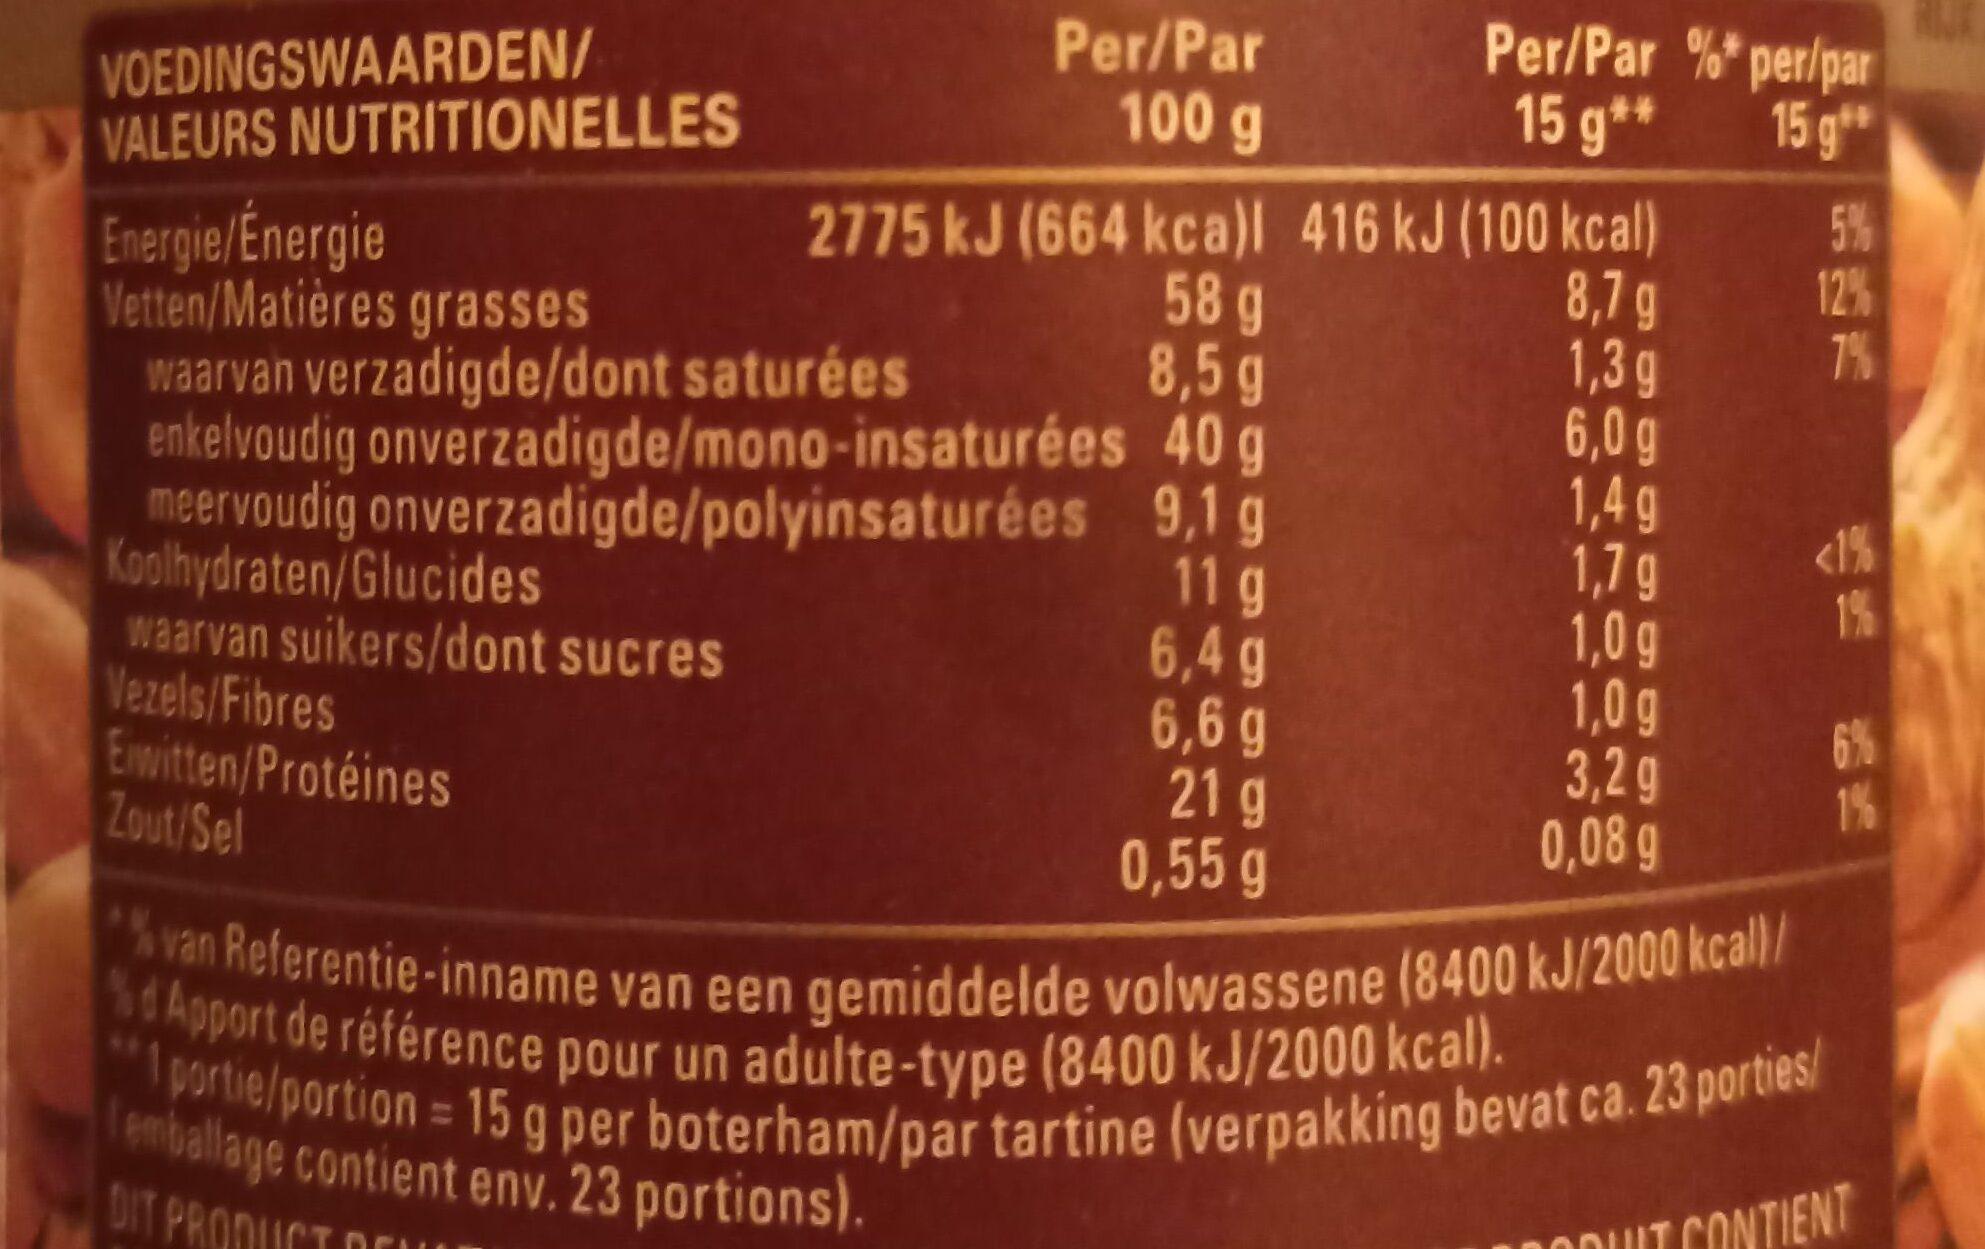 VOEDINGSWAARDEN/ Per/Par Per/Par %* per/par
VALEURS NUTRITIONELLES 100 g 15 g** 15 g**
Energie/Énergie 2775 kJ (664 kca)l 416 kJ (100 kcal) 5%
Vetten/Matières grasses 58 g 8,7 g 12%
waarvan verzadigde/dont saturées 8,5 g 1,3 g 7%
enkelvoudig onverzadigde/mono-insaturées 40 g 6,0 g
meervoudig onverzadigde/polyinsaturées 9,1 g 1,4 g
Koolhydraten/Glucides 11 g 1,7 g <1%
waarvan suikers/dont sucres 6,4 g 1,0 g 1%
Vezels/Fibres 6,6 g 1,0 g
Eiwitten/Protéines 21 g 3,2 g 6%
Zout/Sel 0,55 g 0,08 g 1%
*% van Referentie-inname van een gemiddelde volwassene (8400 kJ/2000 kcal)/
% d'Apport de référence pour un adulte-type (8400 kJ/2000 kcal).
**1 portie/portion = 15 g per boterham/par tartine (verpakking bevat ca. 23 porties/
l'emballage contient env. 23 portions).
DIT PRODUCT CONTIENT